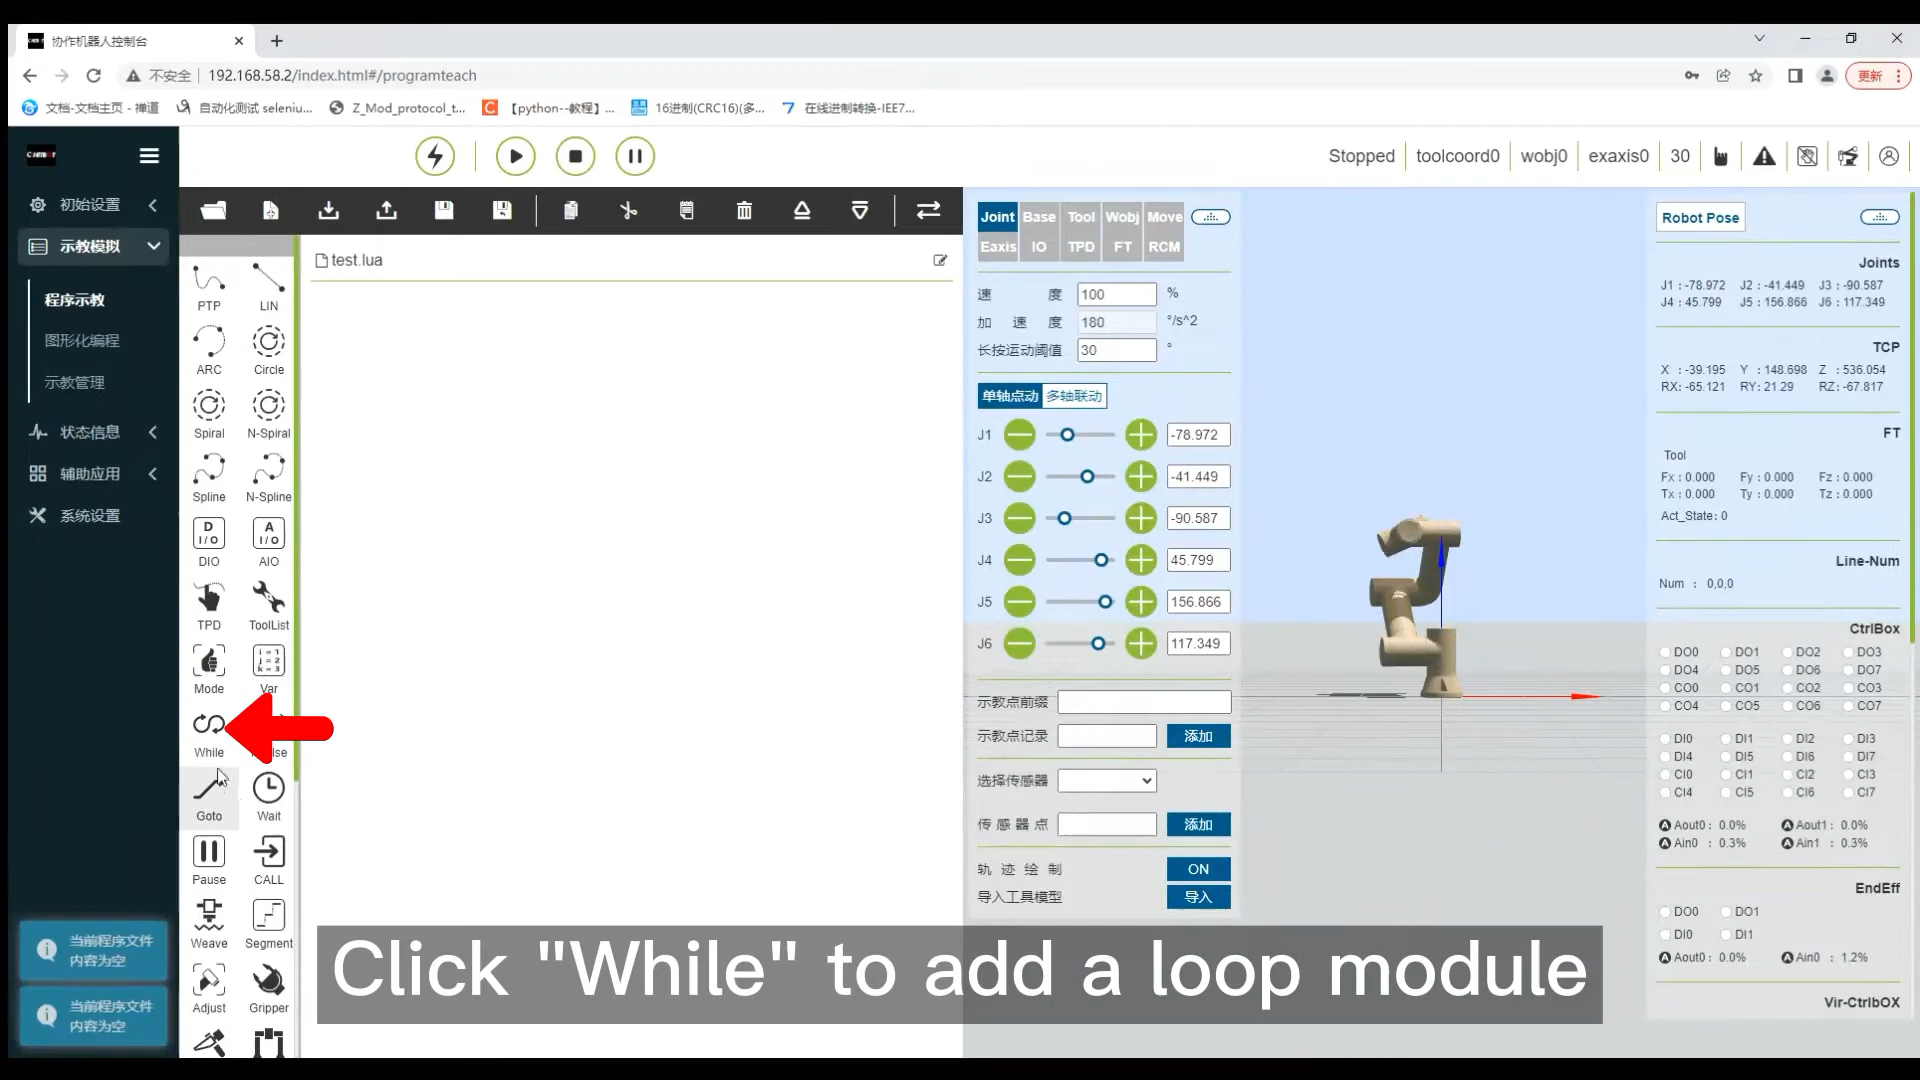 协作机器人控制台
不安全
192.168.58.2/index.html#/programteach
更新
文档-文档主页 - 禅道
自动化测试 seleniu...
Z_Mod_protocol_t...
【python--教程】...
16进制(CRC16)(多...
在线进制转换-IEE7...
Stopped
toolcoord0
wobj0
exaxis0
30
初始设置
示教模拟
程序示教
图形化编程
示教管理
状态信息
辅助应用
系统设置
当前程序文件
内容为空
当前程序文件
内容为空
PTP LIN
ARC Circle
Spiral N-Spiral
Spline N-Spline
D I/O A I/O
DIO AIO
TPD ToolList
i = 1
j = 2
k = 3
Mode Var
While
Goto Wait
Pause CALL
Weave Segment
Adjust Gripper
test.lua
Joint Base Tool Wobj Move
Eaxis IO TPD FT RCM
速 度 100 %
加 速 度 180 °/s^2
长按运动阈值 30 °
单轴点动 多轴联动
J1 -78.972
J2 -41.449
J3 -90.587
J4 45.799
J5 156.866
J6 117.349
示教点前缀
示教点记录 添加
选择传感器
传 感 器 点 添加
轨 迹 绘 制 ON
导入工具模型 导入
Robot Pose
Joints
J1 : -78.972 J2 : -41.449 J3 : -90.587
J4 : 45.799 J5 : 156.866 J6 : 117.349
TCP
X : -39.195 Y : 148.698 Z : 536.054
RX: -65.121 RY: 21.29 RZ: -67.817
FT
Tool
Fx : 0.000 Fy : 0.000 Fz : 0.000
Tx : 0.000 Ty : 0.000 Tz : 0.000
Act_State: 0
Line-Num
Num : 0,0,0
CtrlBox
DO0 DO1 DO2 DO3
DO4 DO5 DO6 DO7
CO0 CO1 CO2 CO3
CO4 CO5 CO6 CO7
DI0 DI1 DI2 DI3
DI4 DI5 DI6 DI7
CI0 CI1 CI2 CI3
CI4 CI5 CI6 CI7
Aout0 : 0.0% Aout1 : 0.0%
Ain0 : 0.3% Ain1 : 0.3%
EndEff
DO0 DO1
DI0 DI1
Aout0 : 0.0% Ain0 : 1.2%
Vir-CtrlbOX
Click "While" to add a loop module